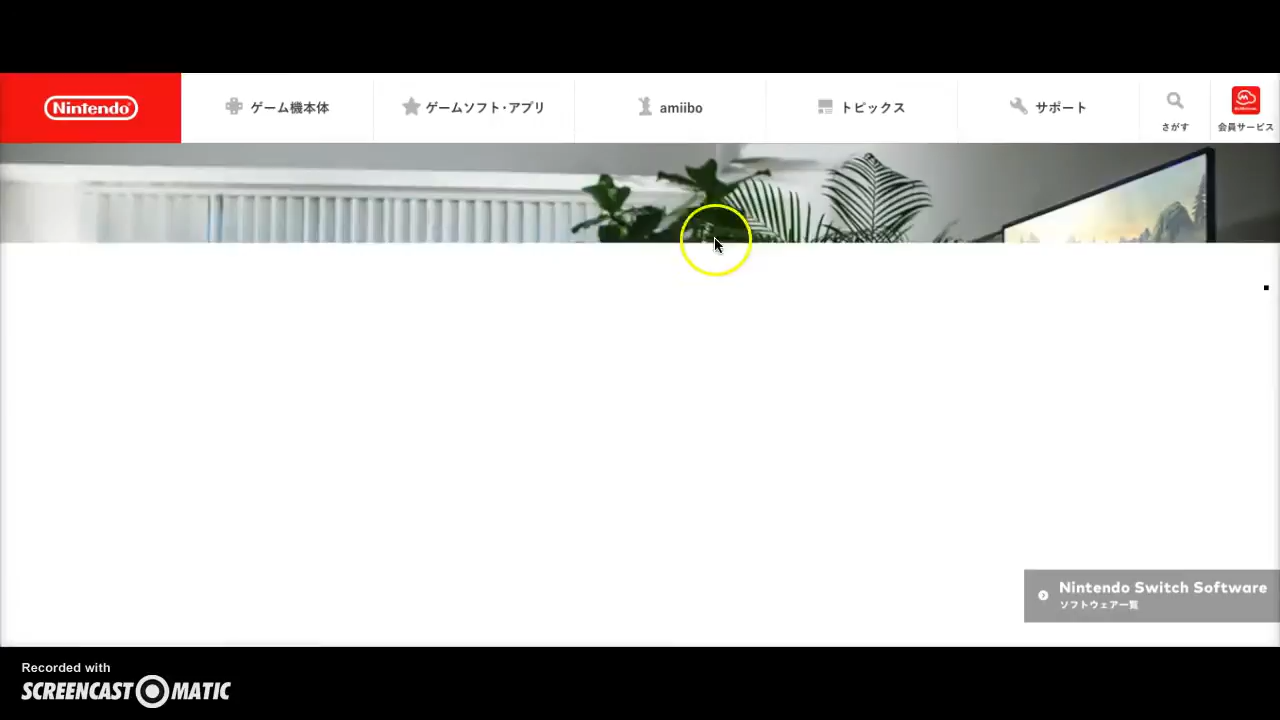 Nintendo
ゲーム機本体
ゲームソフト・アプリ
amiibo
トピックス
サポート
さがす
会員サービス
Nintendo Switch Software
ソフトウェア一覧
Recorded with
SCREENCAST-O-MATIC